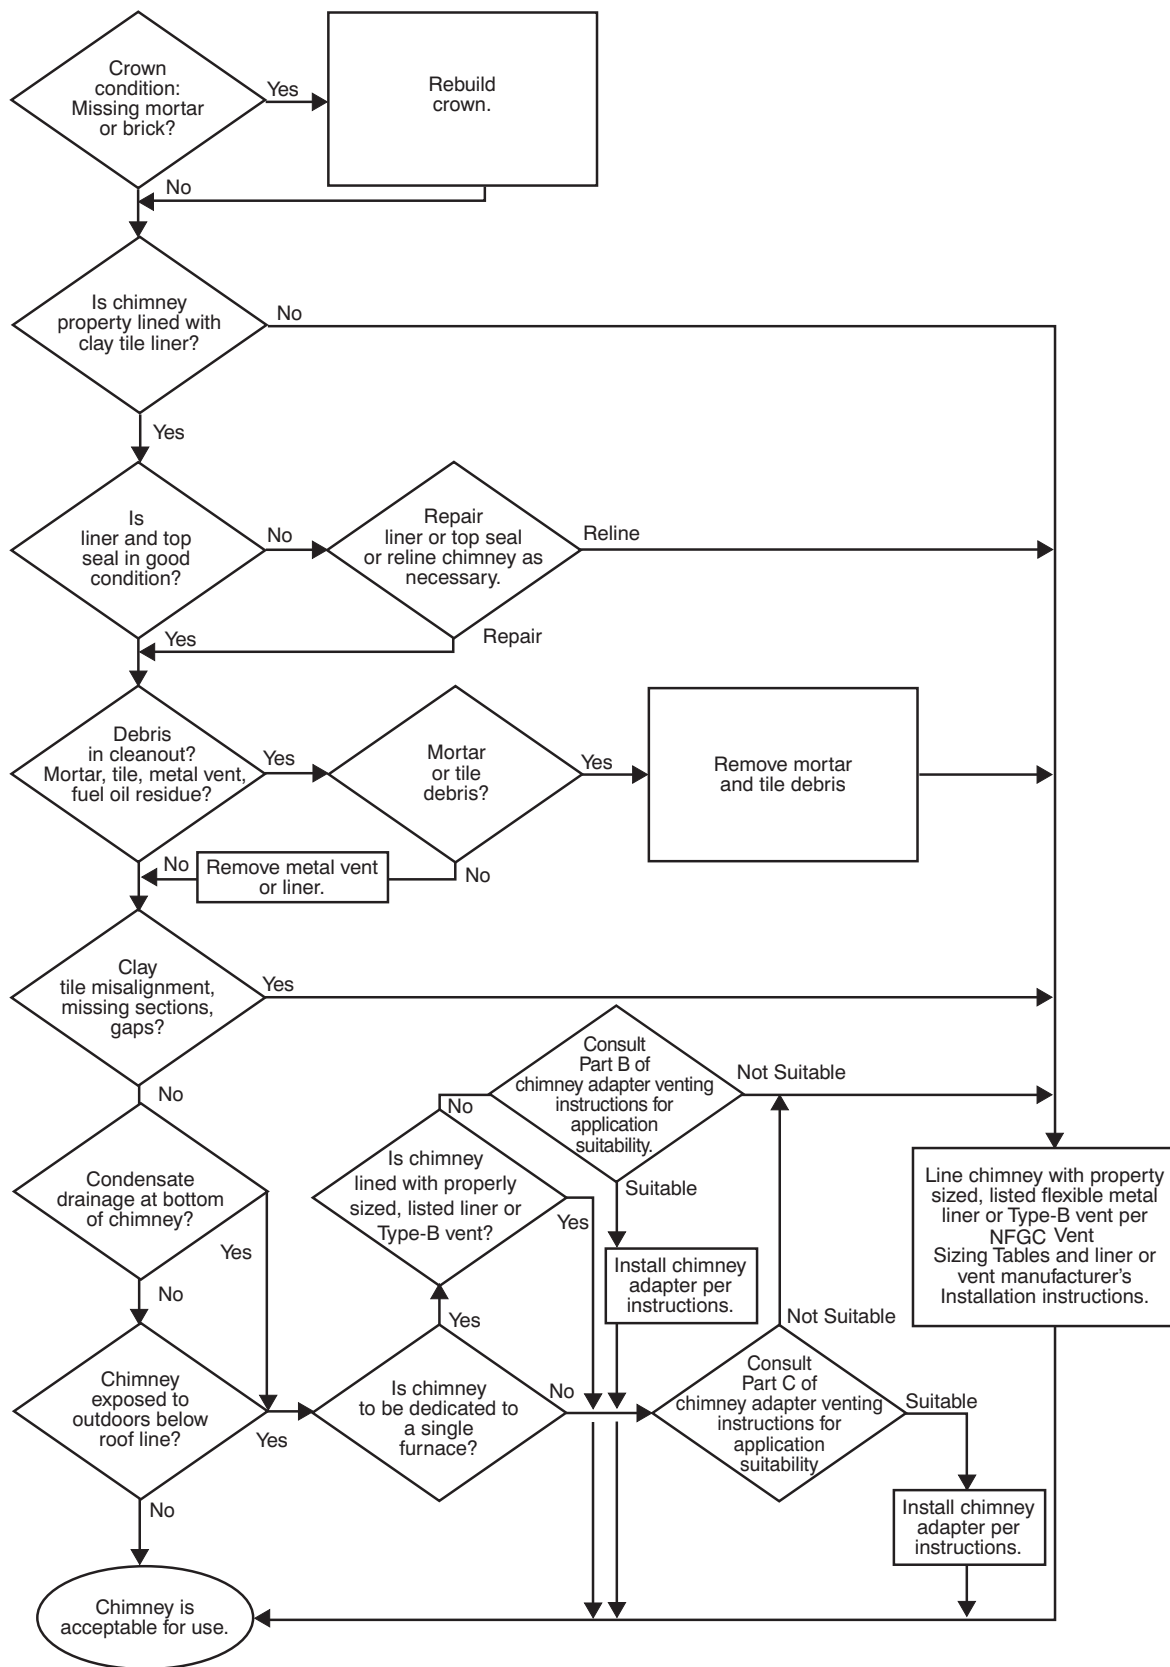 Crown
condition:
Missing mortar
or brick?
Yes
Rebuild
crown.
No
Is chimney
property lined with
clay tile liner?
No
Yes
Is
liner and top
seal in good
condition?
No
Repair
liner or top seal
or reline chimney as
necessary.
Reline
Yes
Repair
Debris
in cleanout?
Mortar, tile, metal vent,
fuel oil residue?
Yes
Mortar
or tile
debris?
Yes
Remove mortar
and tile debris
No
Remove metal vent
or liner.
No
Clay
tile misalignment,
missing sections,
gaps?
Yes
No
Consult
Part B of
chimney adapter venting
instructions for
application
suitability.
Not Suitable
No
Suitable
Condensate
drainage at bottom
of chimney?
Yes
No
Is chimney
lined with properly
sized, listed liner or
Type-B vent?
Yes
Install chimney
adapter per
instructions.
Line chimney with property
sized, listed flexible metal
liner or Type-B vent per
NFGC Vent
Sizing Tables and liner or
vent manufacturer's
Installation instructions.
Yes
Not Suitable
Chimney
exposed to
outdoors below
roof line?
Yes
No
Is chimney
to be dedicated to
a single
furnace?
No
Consult
Part C of
chimney adapter venting
instructions for
application
suitability
Suitable
Install chimney
adapter per
instructions.
Chimney is
acceptable for use.